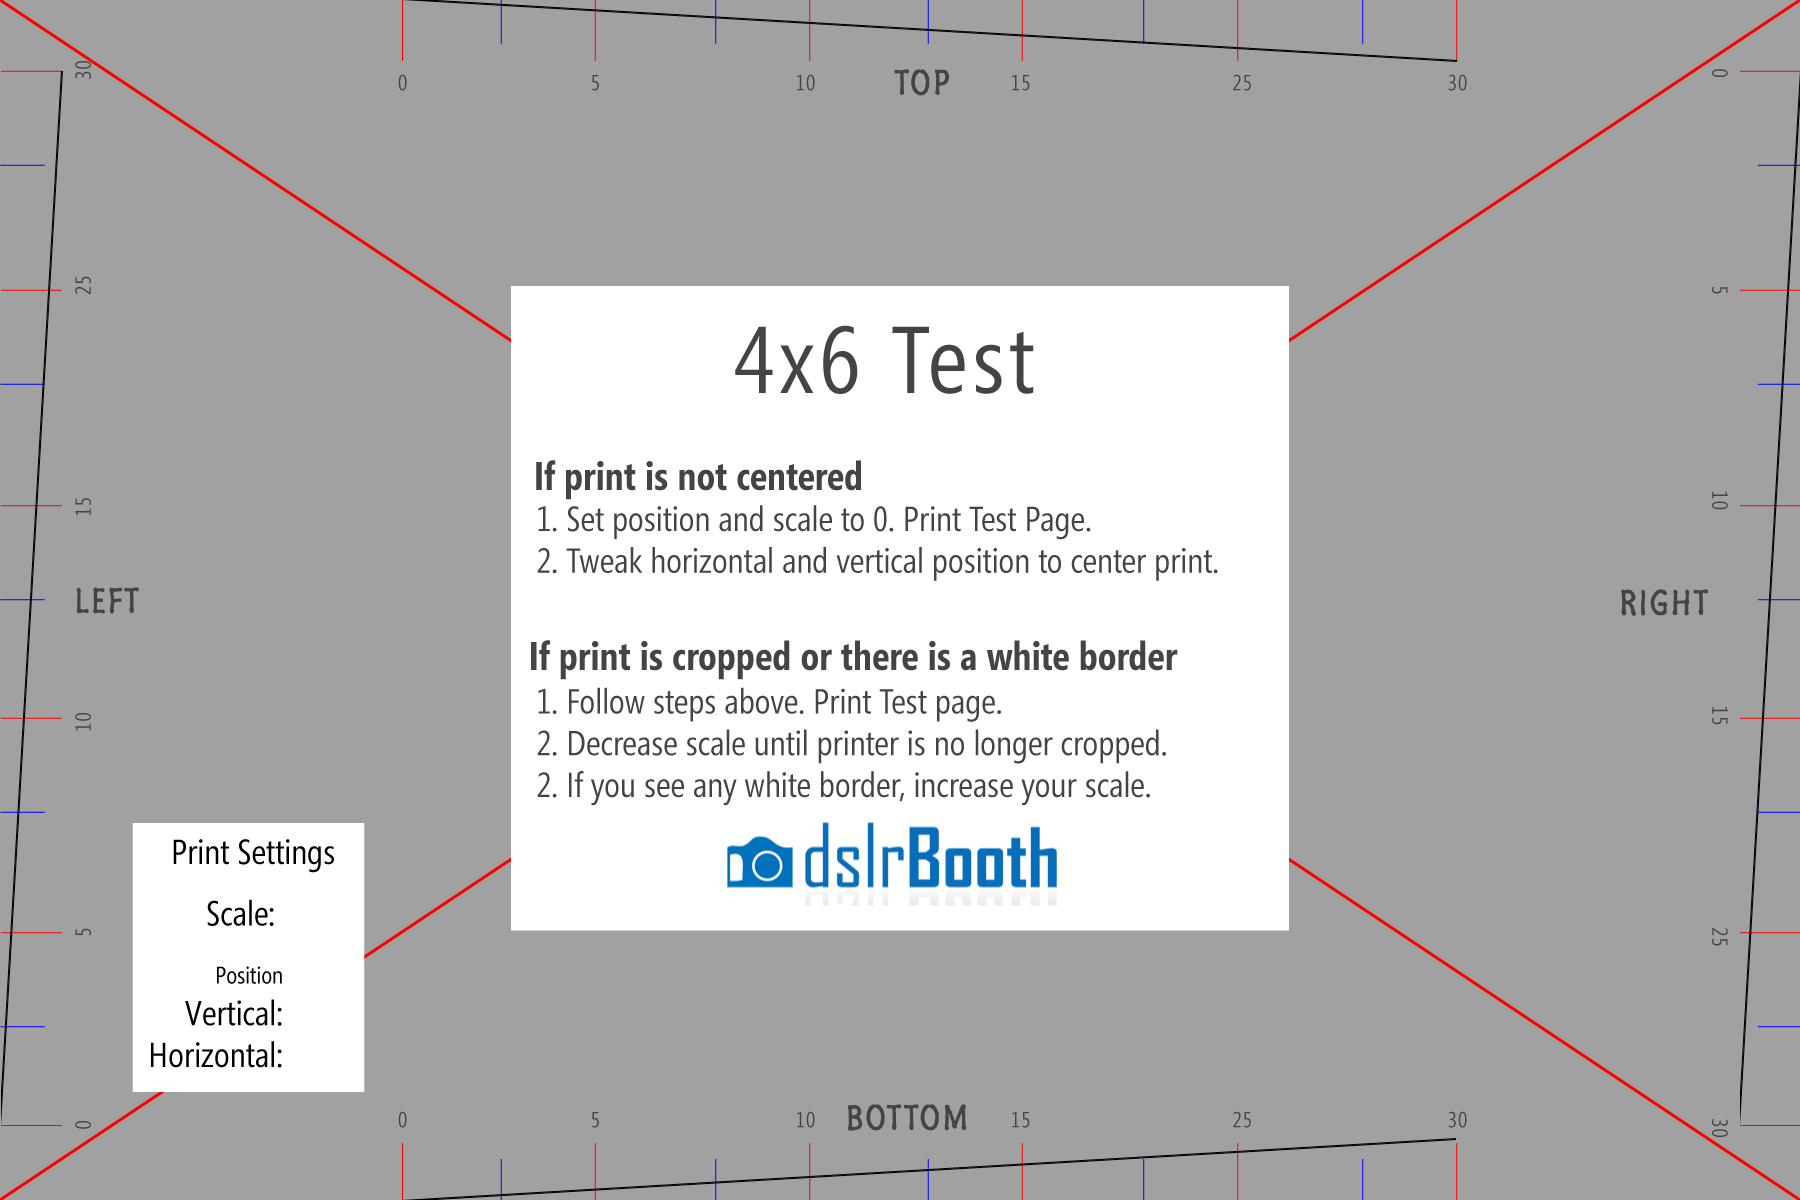 0 5 10 TOP 15 25 30
30
25
15
LEFT
10
5
0
0
5
10
RIGHT
15
25
30
4x6 Test
If print is not centered
1. Set position and scale to 0. Print Test Page.
2. Tweak horizontal and vertical position to center print.
If print is cropped or there is a white border
1. Follow steps above. Print Test page.
2. Decrease scale until printer is no longer cropped.
2. If you see any white border, increase your scale.
dslrBooth
Print Settings
Scale:
Position
Vertical:
Horizontal:
0 5 10 BOTTOM 15 25 30